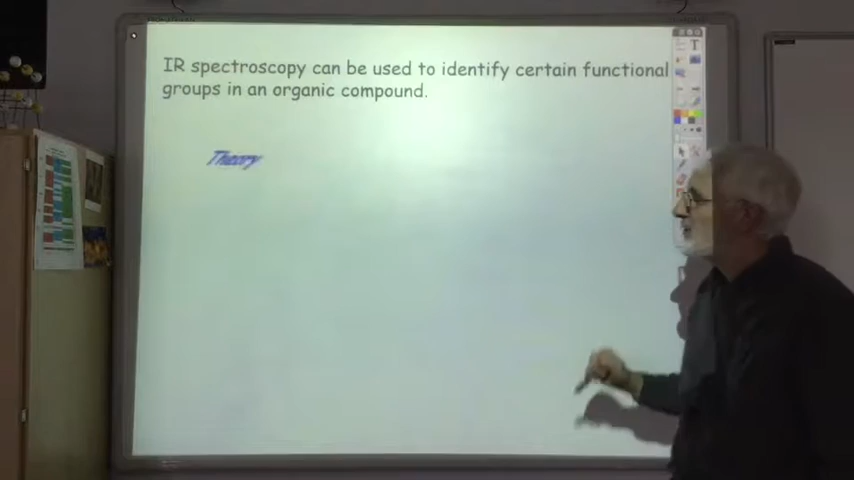 IR spectroscopy can be used to identify certain functional
groups in an organic compound.
Theory